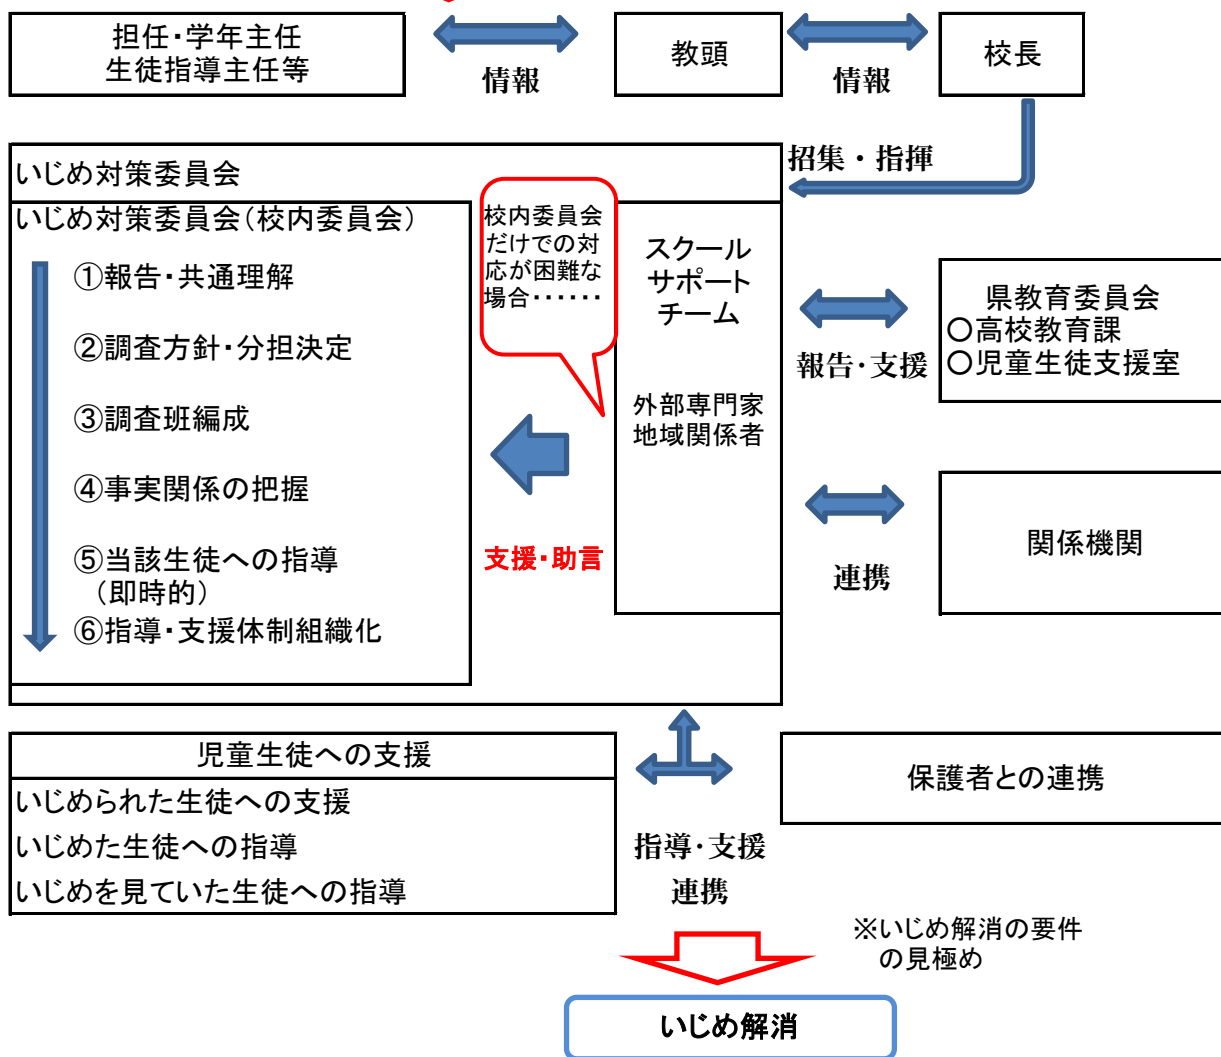 担任・学年主任
生徒指導主任等
情報
教頭
情報
校長
招集・指揮
いじめ対策委員会
いじめ対策委員会（校内委員会）
①報告・共通理解
②調査方針・分担決定
③調査班編成
④事実関係の把握
⑤当該生徒への指導
（即時的）
⑥指導・支援体制組織化
校内委員会
だけでの対
応が困難な
場合‥‥‥
支援・助言
スクール
サポート
チーム
外部専門家
地域関係者
報告・支援
県教育委員会
〇高校教育課
〇児童生徒支援室
連携
関係機関
児童生徒への支援
いじめられた生徒への支援
いじめた生徒への指導
いじめを見ていた生徒への指導
指導・支援
連携
保護者との連携
※いじめ解消の要件
の見極め
いじめ解消